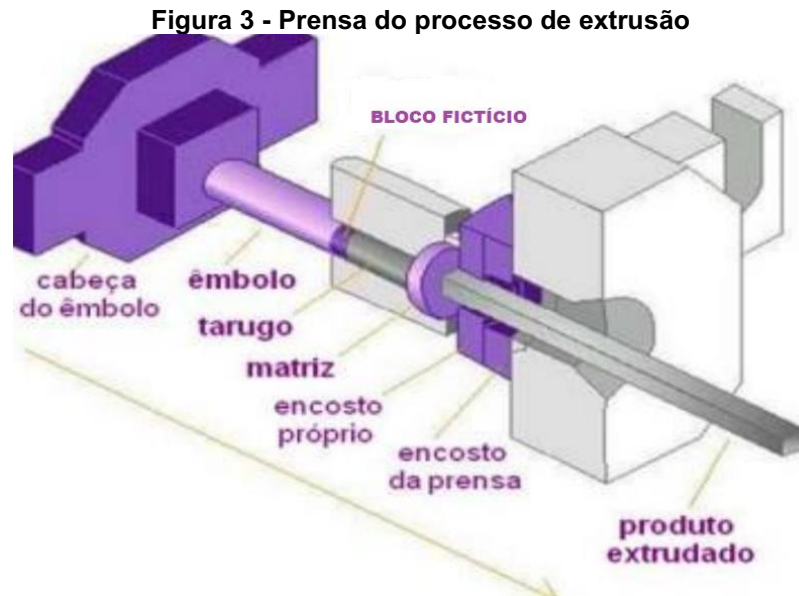 Figura 3 - Prensa do processo de extrusão
BLOCO FICTÍCIO
cabeça
do êmbolo
êmbolo
tarugo
matriz
encosto
próprio
encosto
da prensa
produto
extrudado